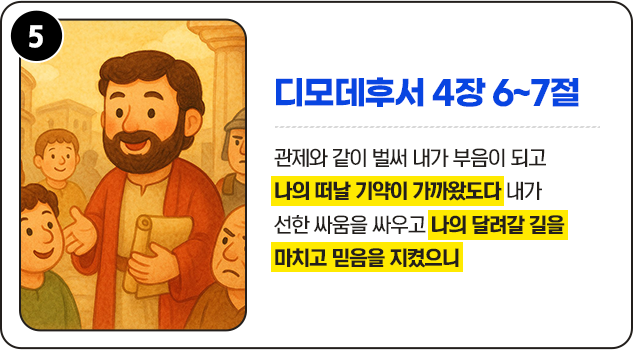 5
디모데후서 4장 6~7절
관제와 같이 벌써 내가 부음이 되고
나의 떠날 기약이 가까왔도다 내가
선한 싸움을 싸우고 나의 달려갈 길을
마치고 믿음을 지켰으니